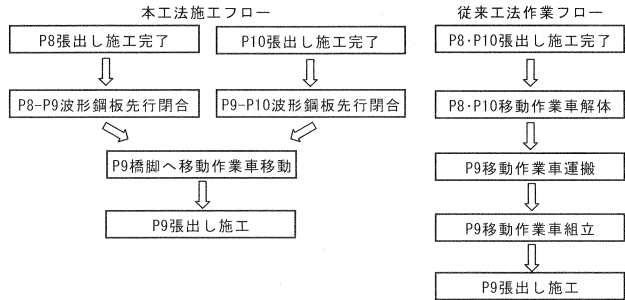 本工法施工フロー
P8張出し施工完了
P10張出し施工完了
P8-P9波形鋼板先行閉合
P9-P10波形鋼板先行閉合
P9橋脚へ移動作業車移動
P9張出し施工
従来工法作業フロー
P8・P10張出し施工完了
P8・P10移動作業車解体
P9移動作業車運搬
P9移動作業車組立
P9張出し施工